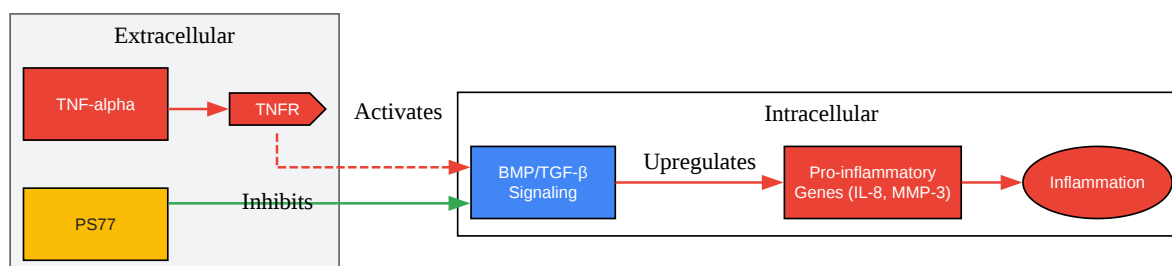 Extracellular
TNF-alpha
TNFR
Activates
Intracellular
BMP/TGF-β
Signaling
Upregulates
Pro-inflammatory
Genes (IL-8, MMP-3)
Inflammation
PS77
Inhibits